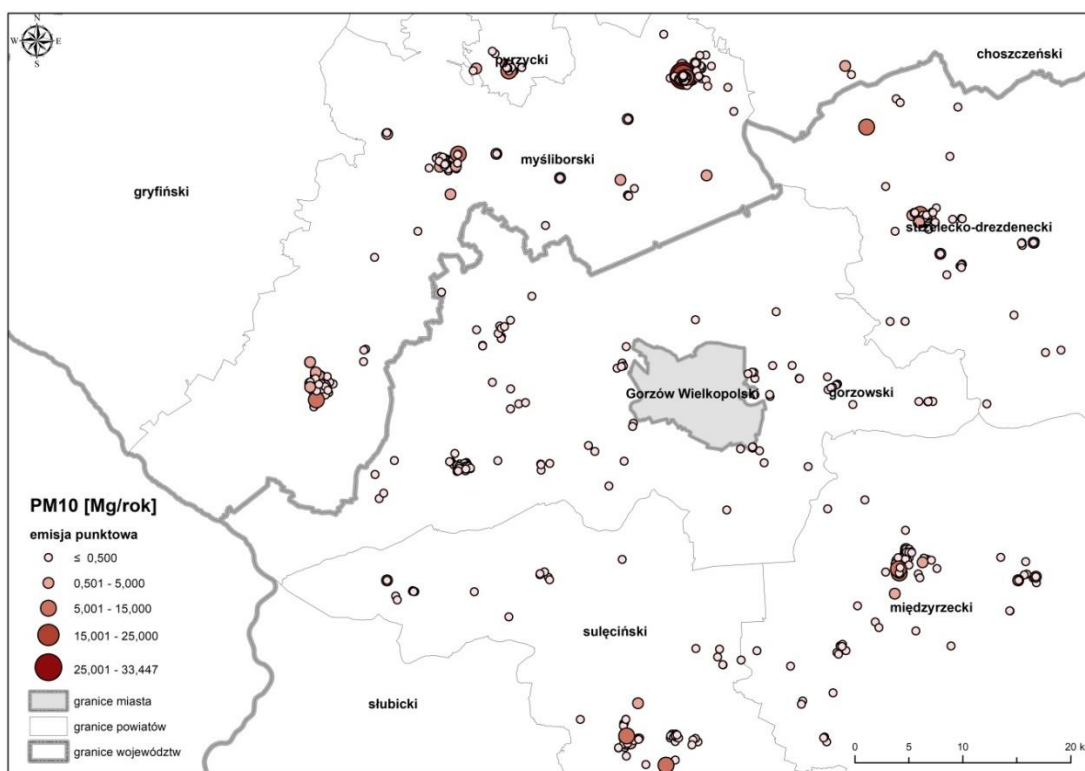 N
W E
S
pyrzycki
choszczeński
myśliborski
gryfiński
strzelecko-drezdenecki
Gorzów Wielkopolski
gorzowski
PM10 [Mg/rok]
emisja punktowa
≤ 0,500
0,501 - 5,000
5,001 - 15,000
15,001 - 25,000
25,001 - 33,447
granice miasta
granice powiatów
granice województw
międzyrzecki
sulęciński
słubicki
0 5 10 20 k